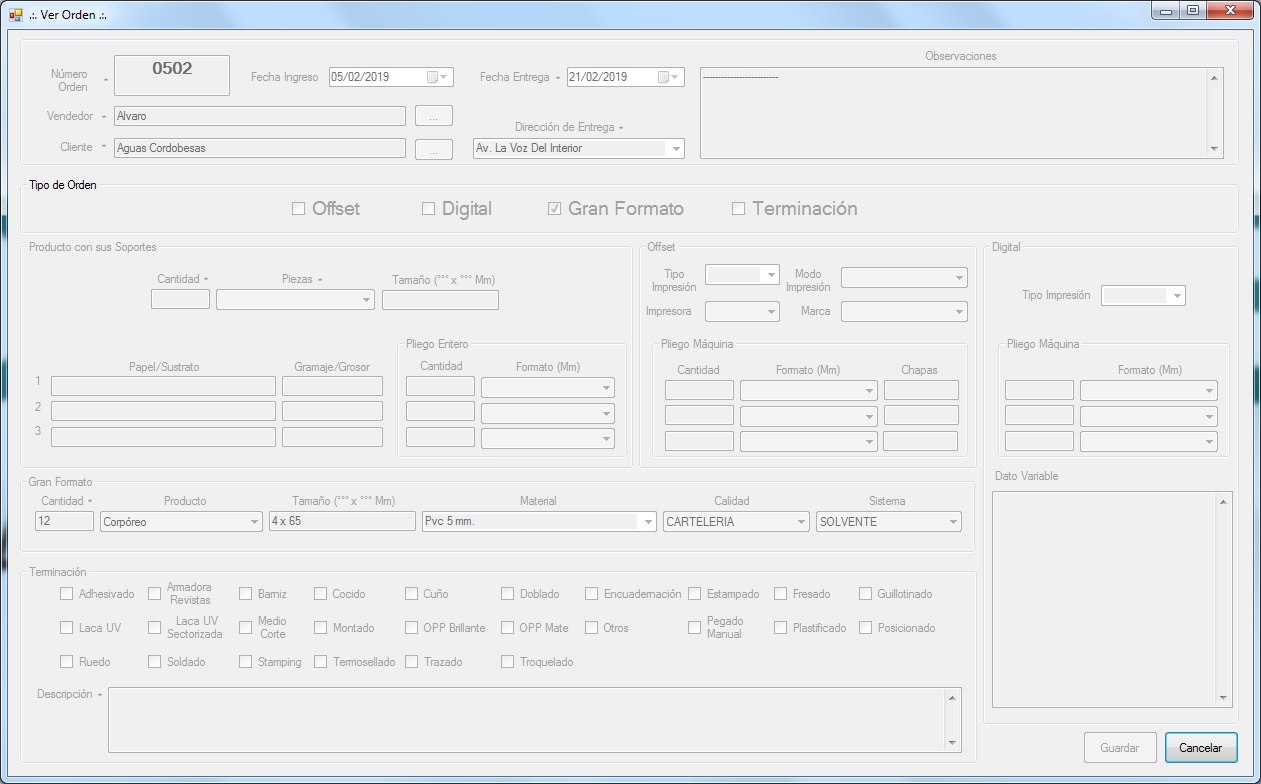 .:. Ver Orden .:.
Observaciones
Número Orden
0502
Fecha Ingreso 05/02/2019
Fecha Entrega 21/02/2019
-------------------------
Vendedor Alvaro ...
Dirección de Entrega
Cliente Aguas Cordobesas ...
Av. La Voz Del Interior
Tipo de Orden
Offset Digital Gran Formato Terminación
Producto con sus Soportes
Cantidad Piezas Tamaño (°°° x °°° Mm)
Pliego Entero
Papel/Sustrato Gramaje/Grosor Cantidad Formato (Mm)
1
2
3
Offset
Tipo Impresión
Modo Impresión
Impresora Marca
Pliego Máquina
Cantidad Formato (Mm) Chapas
Digital
Tipo Impresión
Pliego Máquina
Formato (Mm)
Dato Variable
Gran Formato
Cantidad Producto Tamaño (°°° x °°° Mm) Material Calidad Sistema
12 Corpóreo 4 x 65 Pvc 5 mm. CARTELERIA SOLVENTE
Terminación
Adhesivado Armadora Revistas Barniz Cocido Cuño Doblado Encuadernación Estampado Fresado Guillotinado
Laca UV Laca UV Sectorizada Medio Corte Montado OPP Brillante OPP Mate Otros Pegado Manual Plastificado Posicionado
Ruedo Soldado Stamping Termosellado Trazado Troquelado
Descripción
Guardar Cancelar